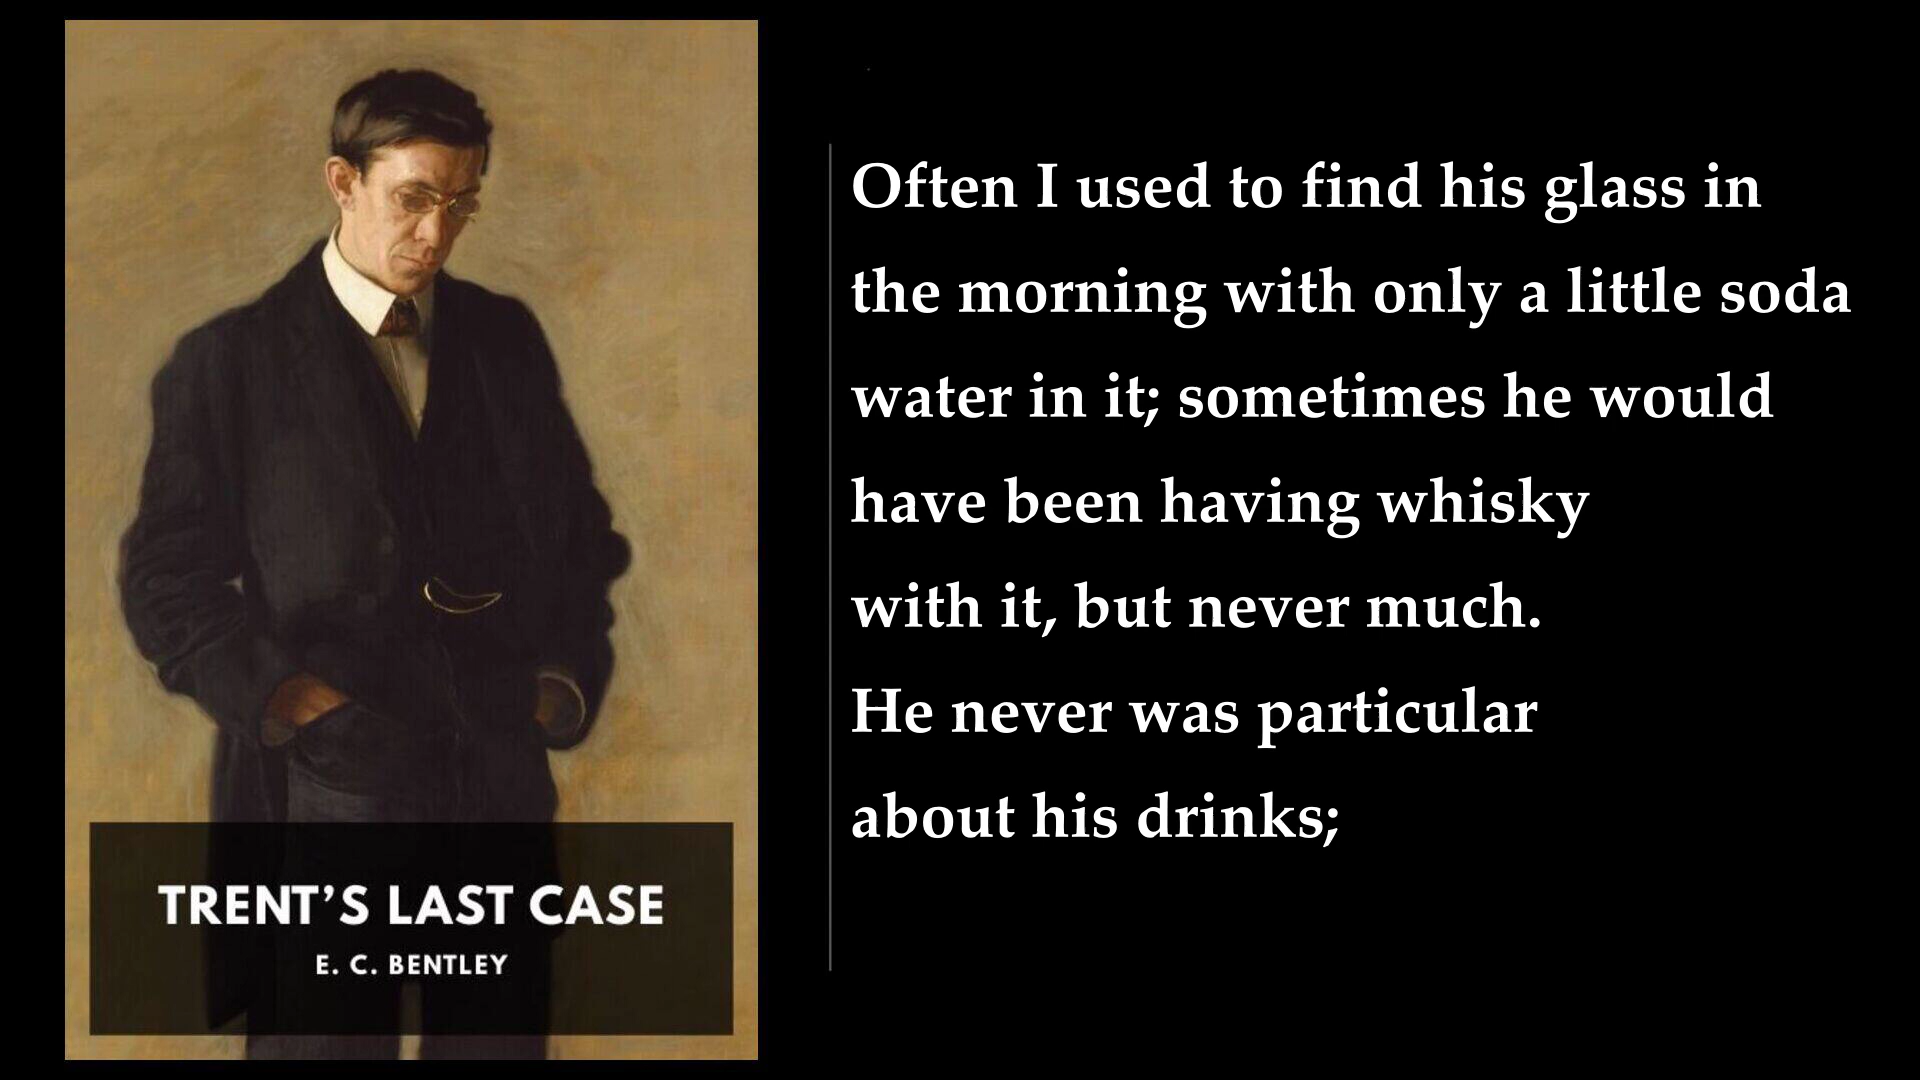 TRENT’S LAST CASE
E. C. BENTLEY
Often I used to find his glass in
the morning with only a little soda
water in it; sometimes he would
have been having whisky
with it, but never much.
He never was particular
about his drinks;